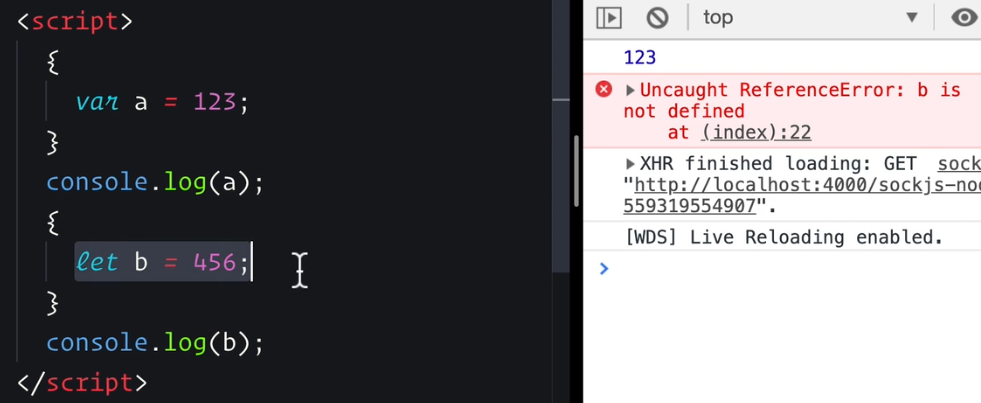 <script>
{
var a = 123;
}
console.log(a);
{
let b = 456;
}
console.log(b);
</script>
top
123
Uncaught ReferenceError: b is
not defined
at (index):22
XHR finished loading: GET sock
"http://localhost:4000/sockjs-no
559319554907".
[WDS] Live Reloading enabled.